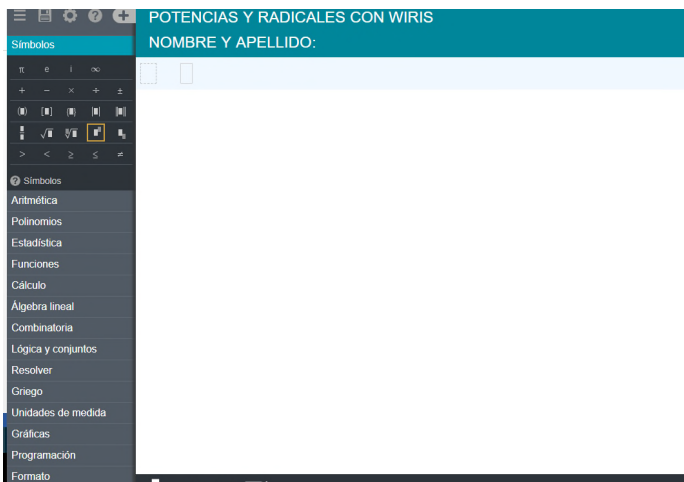 POTENCIAS Y RADICALES CON WIRIS
NOMBRE Y APELLIDO:
Símbolos
π e i ∞
+ − × ÷ ±
> < ≥ ≤ ≠
Símbolos
Aritmética
Polinomios
Estadística
Funciones
Cálculo
Álgebra lineal
Combinatoria
Lógica y conjuntos
Resolver
Griego
Unidades de medida
Gráficas
Programación
Formato